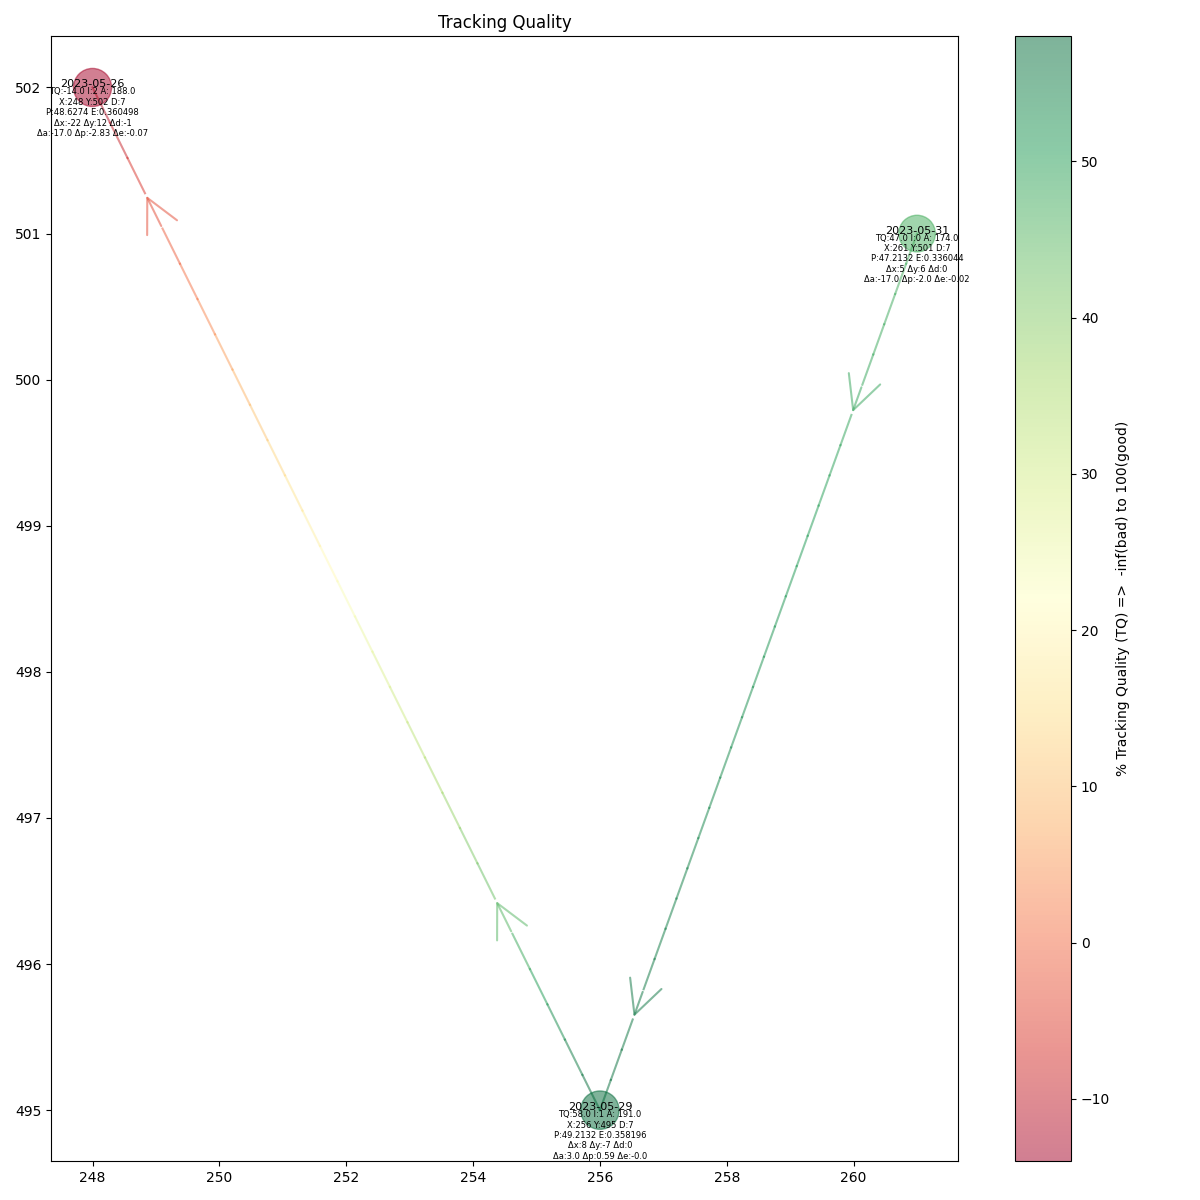 Tracking Quality
2023-05-26
TQ:-14.0 I:2 A: 188.0
X:248 Y:502 D:7
P:48.6274 E:0.360498
Δx:-22 Δy:12 Δd:-1
Δa:-17.0 Δp:-2.83 Δe:-0.07
2023-05-31
TQ:47.0 I:0 A: 174.0
X:261 Y:501 D:7
P:47.2132 E:0.336044
Δx:5 Δy:6 Δd:0
Δa:-17.0 Δp:-2.0 Δe:-0.02
2023-05-29
TQ:58.0 I:1 A: 191.0
X:256 Y:495 D:7
P:49.2132 E:0.358196
Δx:8 Δy:-7 Δd:0
Δa:3.0 Δp:0.59 Δe:-0.0
502
501
500
499
498
497
496
495
248
250
252
254
256
258
260
50
40
30
20
10
0
−10
% Tracking Quality (TQ) =>  -inf(bad) to 100(good)